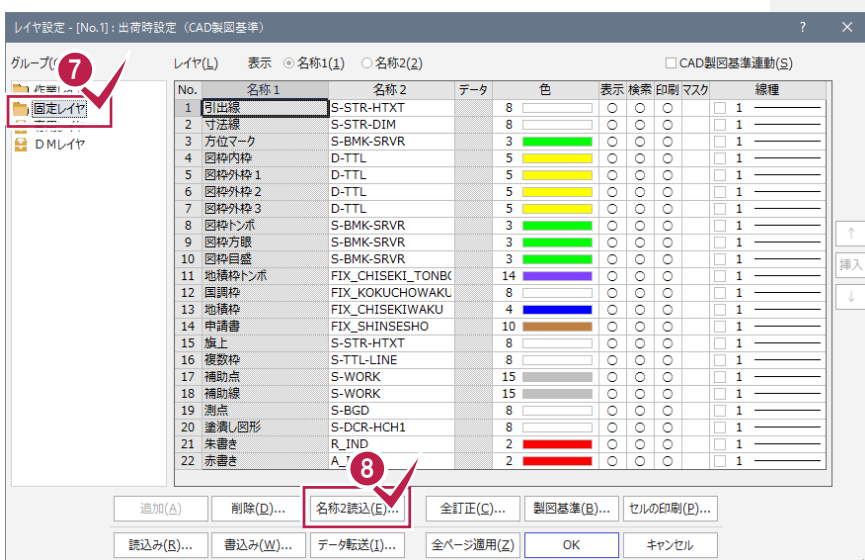 レイヤ設定 - [No.1] : 出荷時設定（CAD製図基準） ? ×
グループ( 7 レイヤ(L) 表示 名称1(1) 名称2(2) CAD製図基準連動(S)
固定レイヤ
DMレイヤ
No. 名称1 名称2 データ 色 表示 検索 印刷 マスク 線種
1 引出線 S-STR-HTXT 8 ○ ○ ○ 1
2 寸法線 S-STR-DIM 8 ○ ○ ○ 1
3 方位マーク S-BMK-SRVR 3 ○ ○ ○ 1
4 図枠内枠 D-TTL 5 ○ ○ ○ 1
5 図枠外枠1 D-TTL 5 ○ ○ ○ 1
6 図枠外枠2 D-TTL 5 ○ ○ ○ 1
7 図枠外枠3 D-TTL 5 ○ ○ ○ 1
8 図枠トンボ S-BMK-SRVR 3 ○ ○ ○ 1
9 図枠方眼 S-BMK-SRVR 3 ○ ○ ○ 1
10 図枠目盛 S-BMK-SRVR 3 ○ ○ ○ 1
11 地積枠トンボ FIX_CHISEKI_TONBO 14 ○ ○ ○ 1
12 国調枠 FIX_KOKUCHOWAKU 8 ○ ○ ○ 1
13 地積枠 FIX_CHISEKIWAKU 4 ○ ○ ○ 1
14 申請書 FIX_SHINSESHO 10 ○ ○ ○ 1
15 旗上 S-STR-HTXT 8 ○ ○ ○ 1
16 複数枠 S-TTL-LINE 8 ○ ○ ○ 1
17 補助点 S-WORK 15 ○ ○ ○ 1
18 補助線 S-WORK 15 ○ ○ ○ 1
19 測点 S-BGD 8 ○ ○ ○ 1
20 塗潰し図形 S-DCR-HCH1 8 ○ ○ ○ 1
21 朱書き R_IND 2 ○ ○ ○ 1
22 赤書き 2 ○ ○ ○ 1
↑
挿入
↓
8
追加(A) 削除(D)... 名称2読込(E)... 全訂正(C)... 製図基準(B)... セルの印刷(P)...
読込み(R)... 書込み(W)... データ転送(I)... 全ページ適用(Z) OK キャンセル